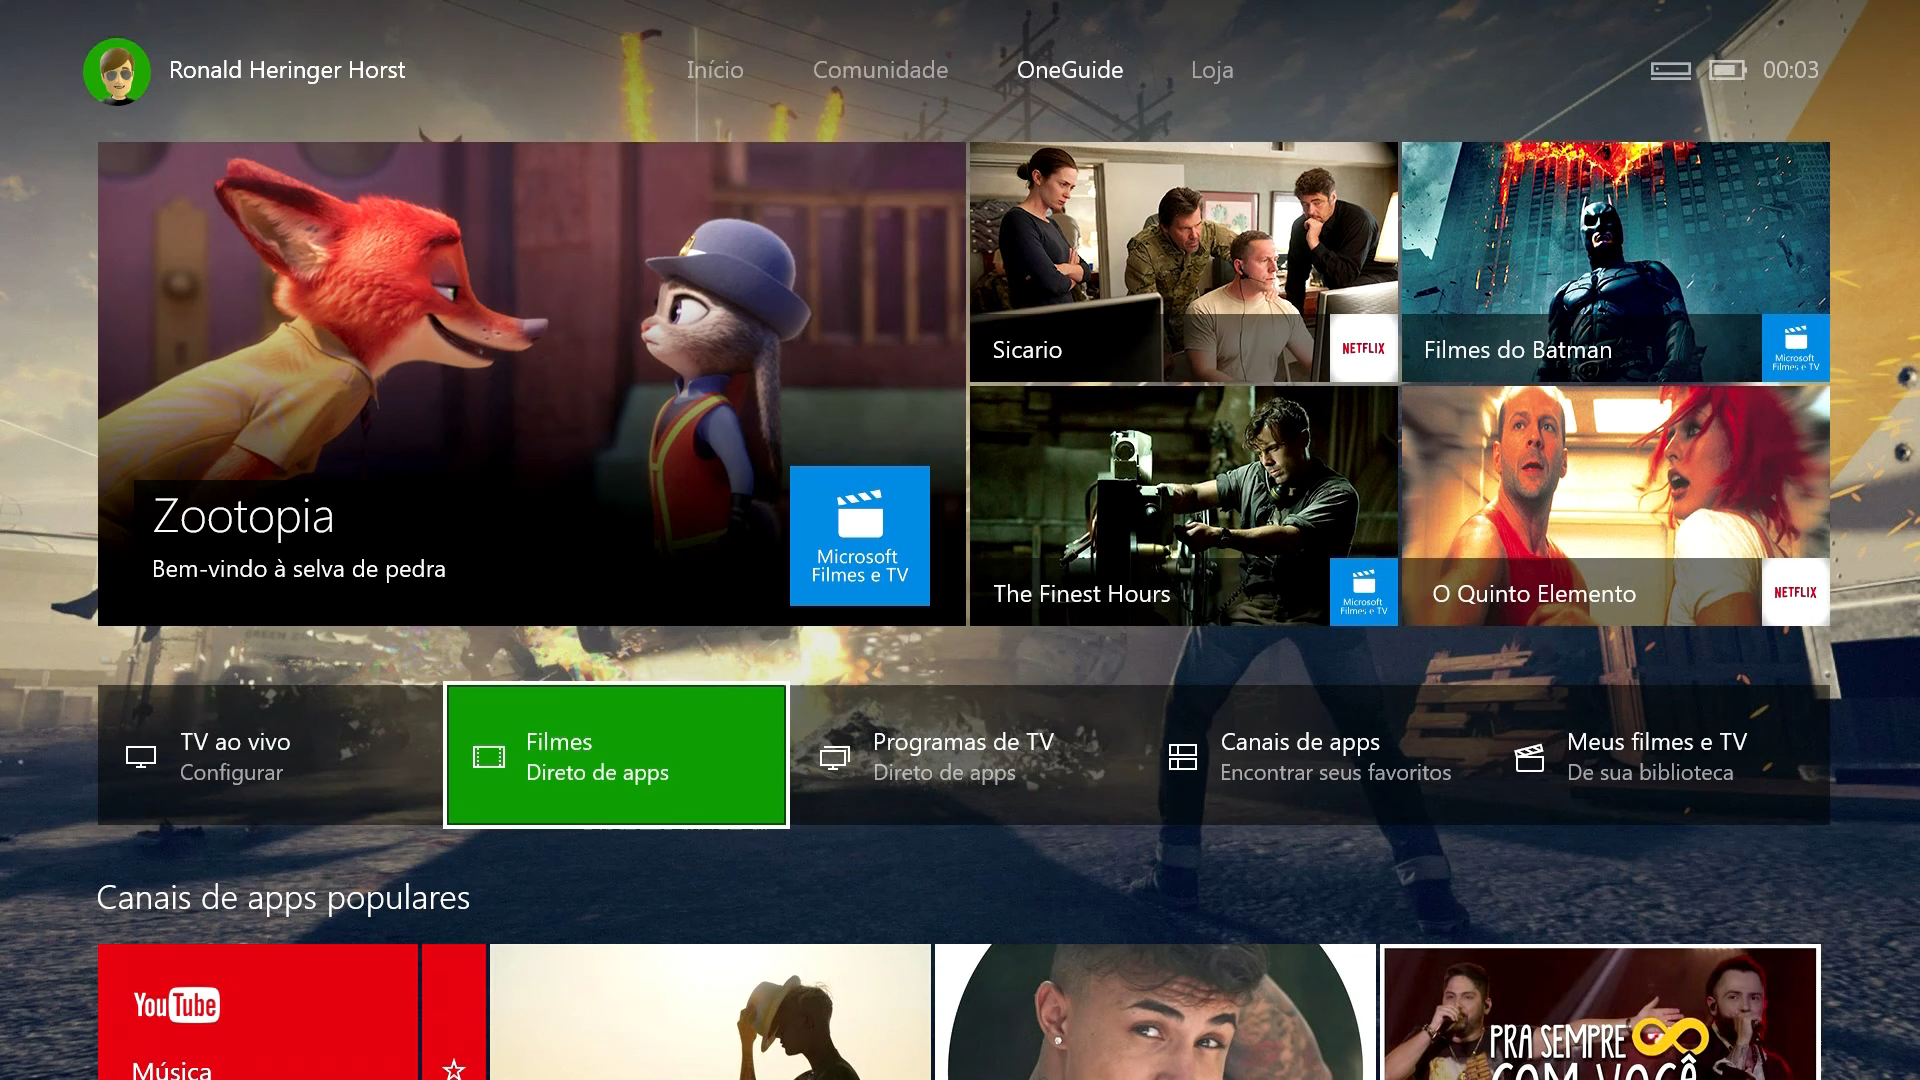 Ronald Heringer Horst
Início
Comunidade
OneGuide
Loja
00:03
Zootopia
Bem-vindo à selva de pedra
Microsoft
Filmes e TV
Sicario
NETFLIX
Filmes do Batman
Microsoft
Filmes e TV
The Finest Hours
Microsoft
Filmes e TV
O Quinto Elemento
NETFLIX
TV ao vivo
Configurar
Filmes
Direto de apps
Programas de TV
Direto de apps
Canais de apps
Encontrar seus favoritos
Meus filmes e TV
De sua biblioteca
Canais de apps populares
YouTube
Música
PRA SEMPRE
COM VOCÊ